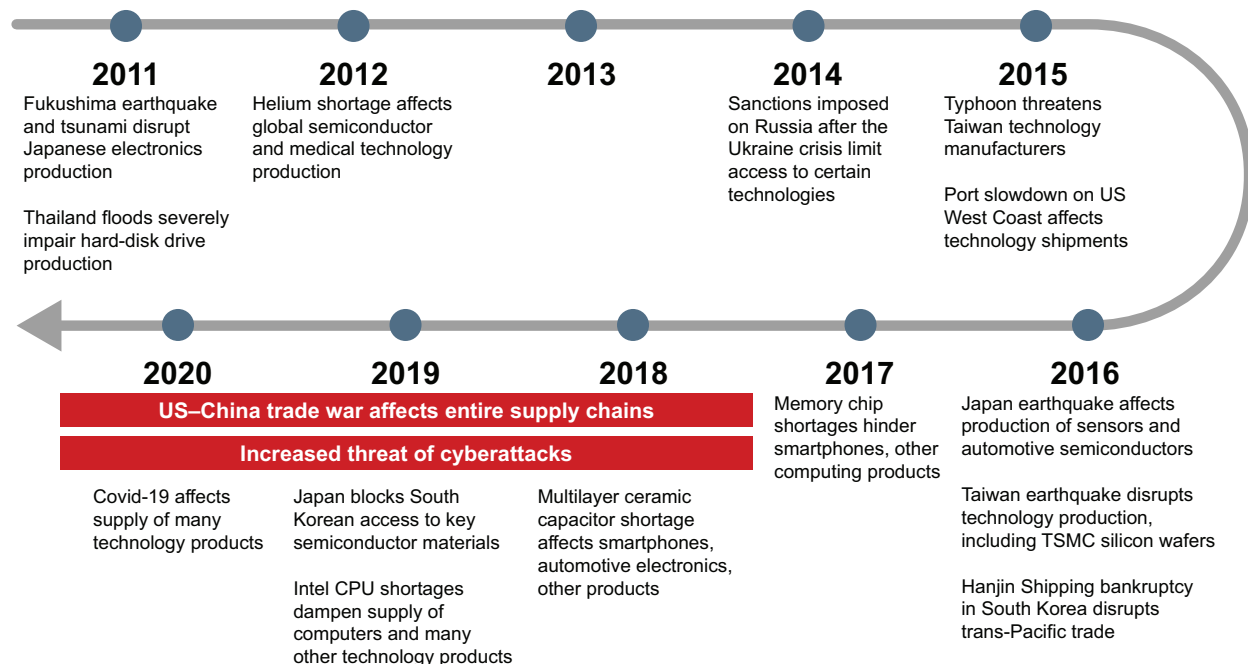 2011
Fukushima earthquake
and tsunami disrupt
Japanese electronics
production
Thailand floods severely
impair hard-disk drive
production
2012
Helium shortage affects
global semiconductor
and medical technology
production
2013
2014
Sanctions imposed
on Russia after the
Ukraine crisis limit
access to certain
technologies
2015
Typhoon threatens
Taiwan technology
manufacturers
Port slowdown on US
West Coast affects
technology shipments
2016
Japan earthquake affects
production of sensors and
automotive semiconductors
Taiwan earthquake disrupts
technology production,
including TSMC silicon wafers
Hanjin Shipping bankruptcy
in South Korea disrupts
trans-Pacific trade
2017
Memory chip
shortages hinder
smartphones, other
computing products
US–China trade war affects entire supply chains
Increased threat of cyberattacks
2018
Multilayer ceramic
capacitor shortage
affects smartphones,
automotive electronics,
other products
2019
Japan blocks South
Korean access to key
semiconductor materials
Intel CPU shortages
dampen supply of
computers and many
other technology products
2020
Covid-19 affects
supply of many
technology products